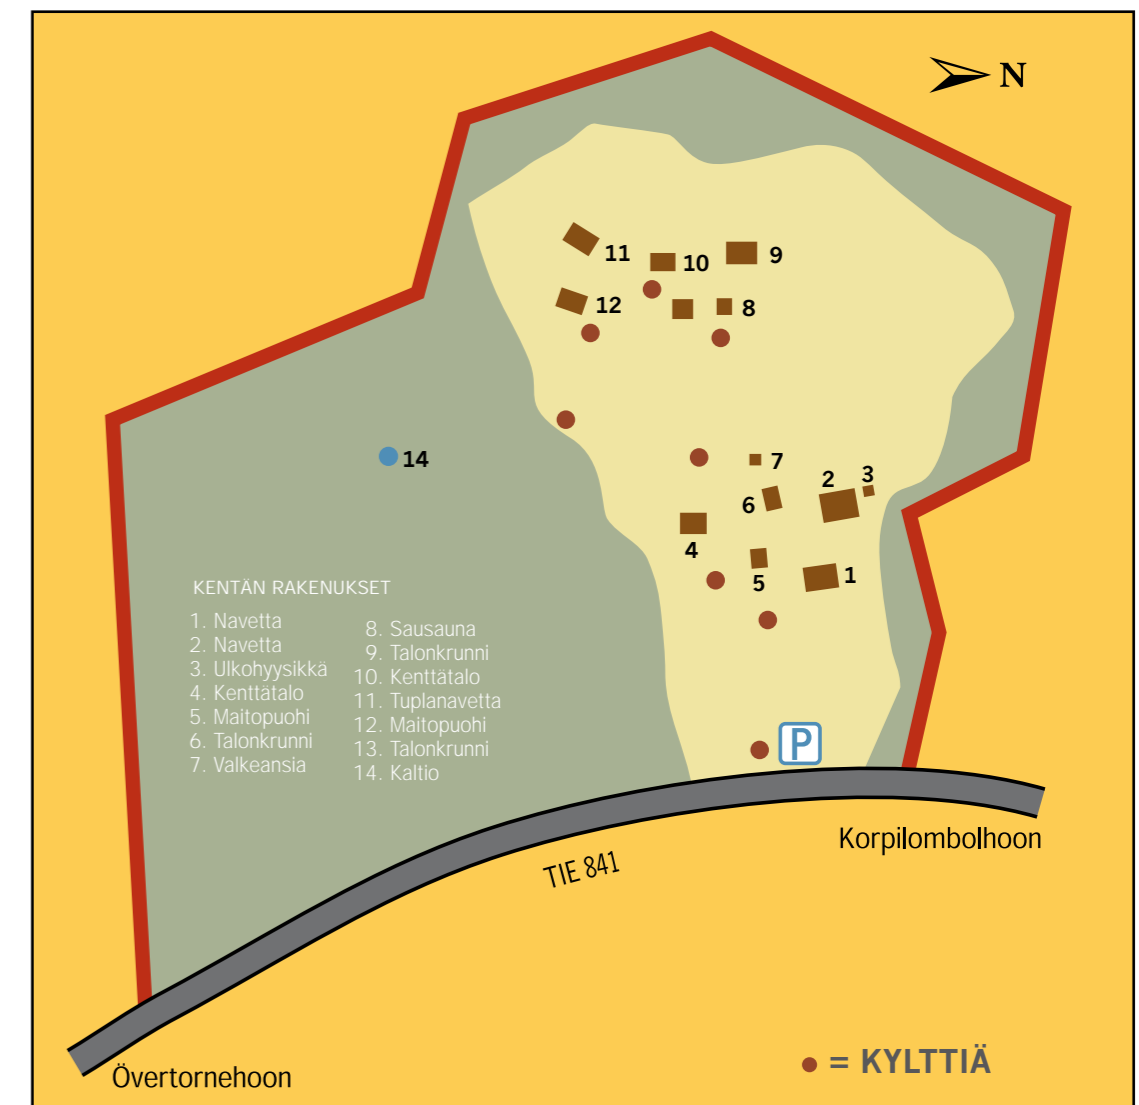 N
11
10
9
12
8
14
7
6
2
3
4
5
1
KENTÄN RAKENUKSET
1. Navetta
2. Navetta
3. Ulkohyysikkä
4. Kenttätalo
5. Maitopuohi
6. Talonkrunni
7. Valkeansia
8. Sausauna
9. Talonkrunni
10. Kenttätalo
11. Tuplanavetta
12. Maitopuohi
13. Talonkrunni
14. Kaltio
P
Korpilombolhoon
TIE 841
Övertornehoon
= KYLTTIÄ